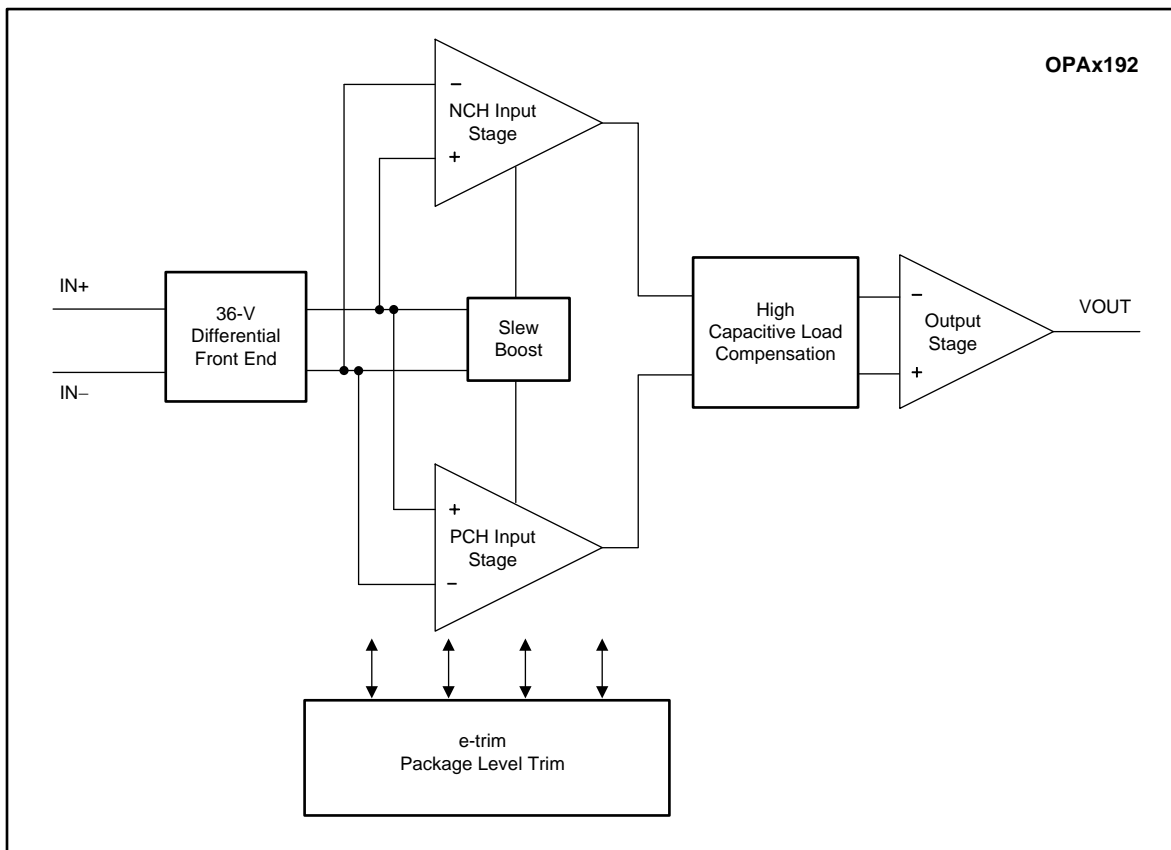 OPAx192
−
NCH Input
Stage
+
IN+
IN−
36-V
Differential
Front End
Slew
Boost
High
Capacitive Load
Compensation
−
Output
Stage
+
VOUT
+
PCH Input
Stage
−
e-trim
Package Level Trim